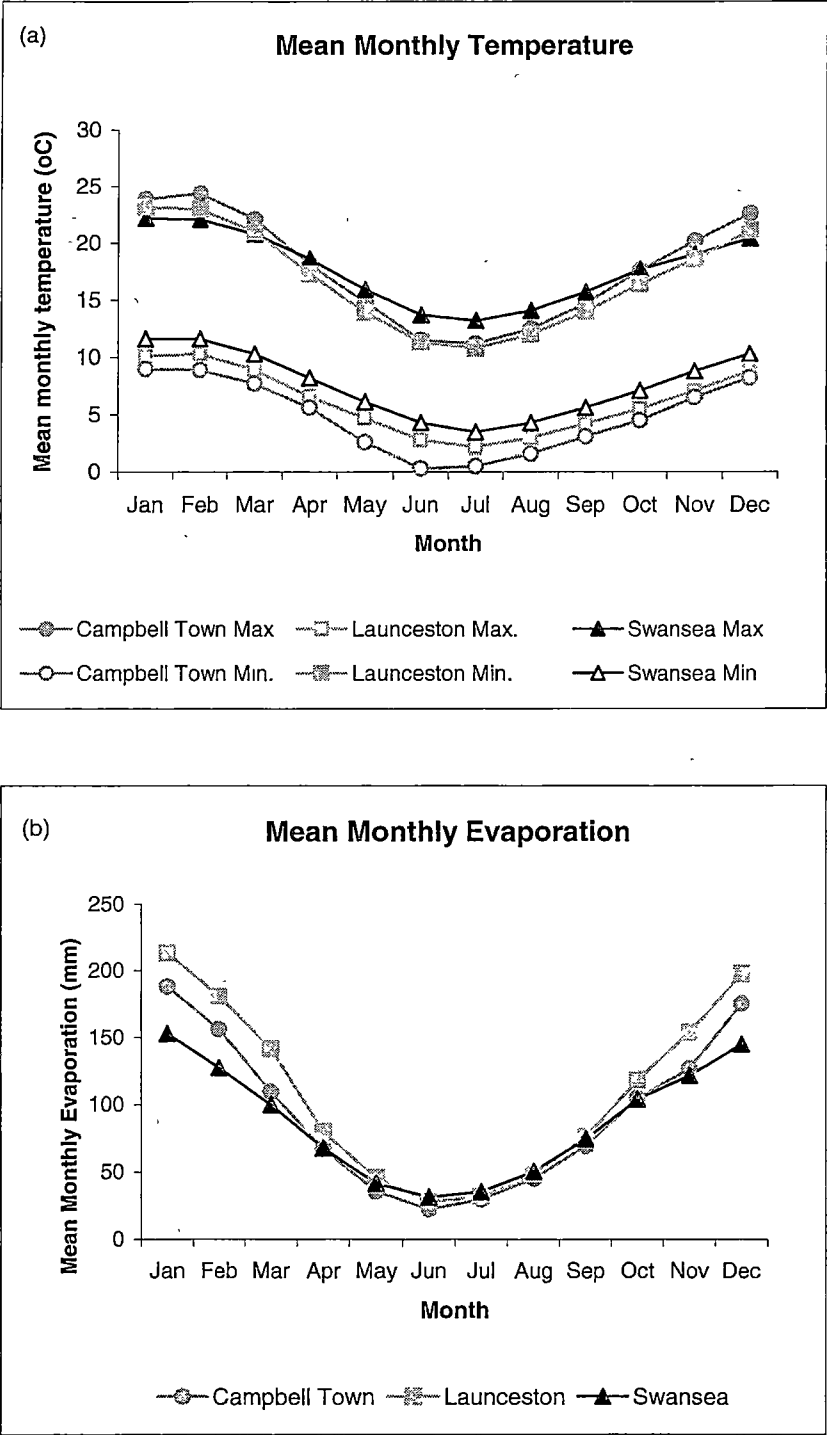 (a)
Mean Monthly Temperature
Mean monthly temperature (oC)
30
25
20
15
10
5
0
Jan Feb Mar Apr May Jun Jul Aug Sep Oct Nov Dec
Month
Campbell Town Max Launceston Max. Swansea Max
Campbell Town Min. Launceston Min. Swansea Min
(b)
Mean Monthly Evaporation
Mean Monthly Evaporation (mm)
250
200
150
100
50
0
Jan Feb Mar Apr May Jun Jul Aug Sep Oct Nov Dec
Month
Campbell Town Launceston Swansea